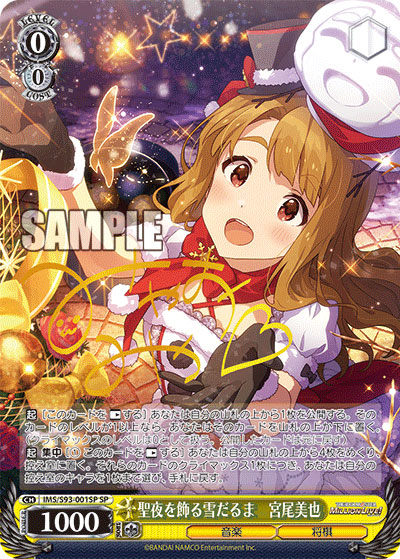 LEVEL
0
0
COST
SAMPLE
起［このカードを する］あなたは自分の山札の上から1枚を公開する。その
カードのレベルが1以上なら、あなたはそのカードを山札の上か下に置く。
（クライマックスのレベルは0として扱う。公開したカードは元に戻す）
起 集中［0 このカードを する］あなたは自分の山札の上から4枚をめくり、
控え室に置く。それらのカードのクライマックス1枚につき、あなたは自分の
控え室のキャラを2枚まで選び、手札に戻す。
CH IMS/S93-001SP SP
POWER
1000
SOUL
聖夜を飾る雪だるま 宮尾美也
音楽
将棋
THE IDOLM@STER
MILLION LIVE!
©BANDAI NAMCO Entertainment Inc.